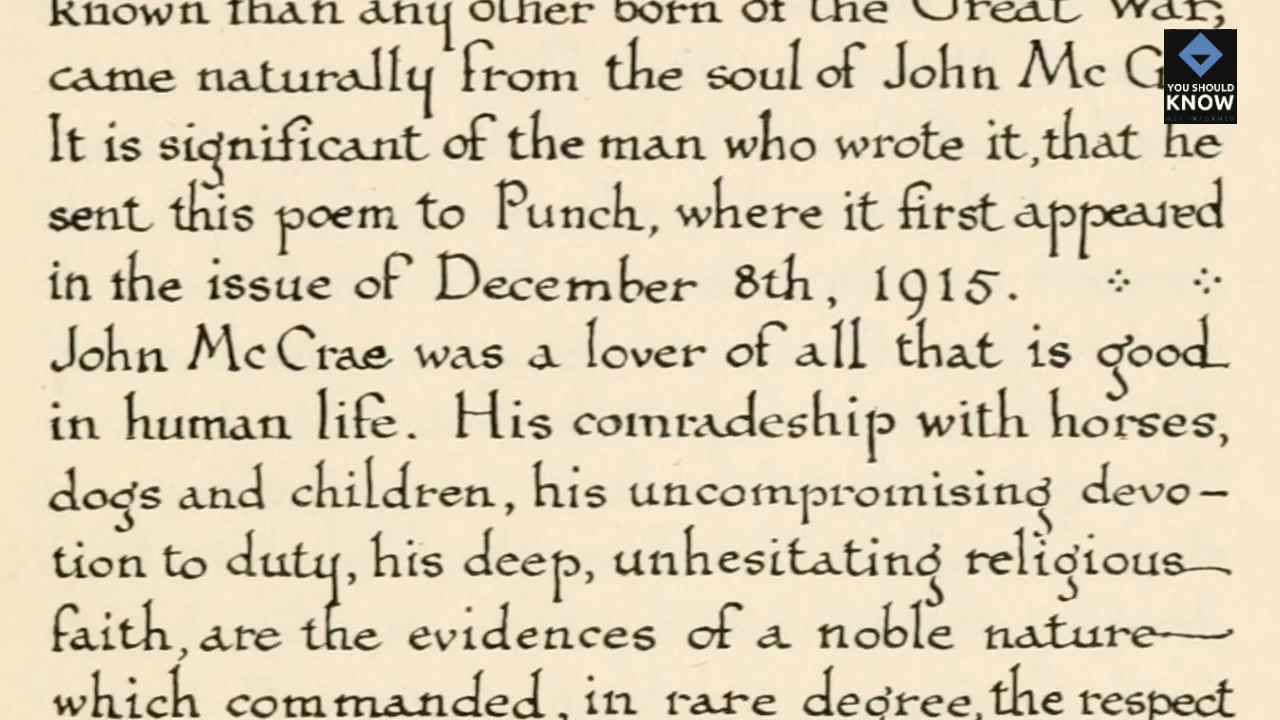 known than any other born of the Great War,
came naturally from the soul of John Mc
It is significant of the man who wrote it, that he
sent this poem to Punch, where it first appeared
in the issue of December 8th, 1915.
John McCrae was a lover of all that is good
in human life. His comradeship with horses,
dogs and children, his uncompromising devo-
tion to duty, his deep, unhesitating religious
faith, are the evidences of a noble nature
which commanded, in rare degree, the respect
YOU SHOULD
KNOW
GET INFORMED